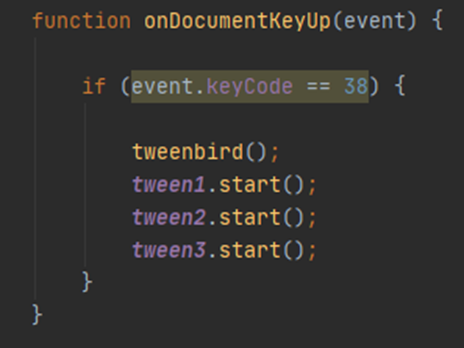 function onDocumentKeyUp(event) {
if (event.keyCode == 38) {
tweenbird();
tween1.start();
tween2.start();
tween3.start();
}
}